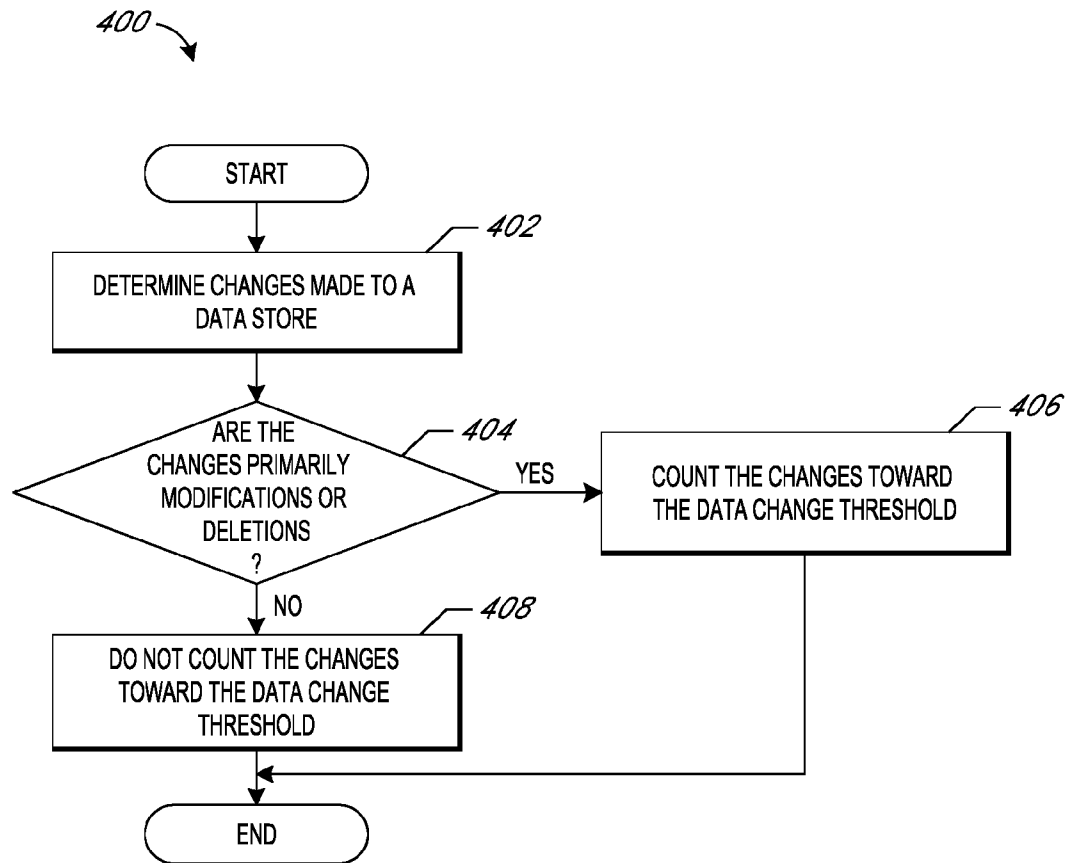 400
START
402
DETERMINE CHANGES MADE TO A
DATA STORE
404
ARE THE
CHANGES PRIMARILY
MODIFICATIONS OR
DELETIONS
?
YES
406
COUNT THE CHANGES TOWARD
THE DATA CHANGE THRESHOLD
NO
408
DO NOT COUNT THE CHANGES
TOWARD THE DATA CHANGE
THRESHOLD
END